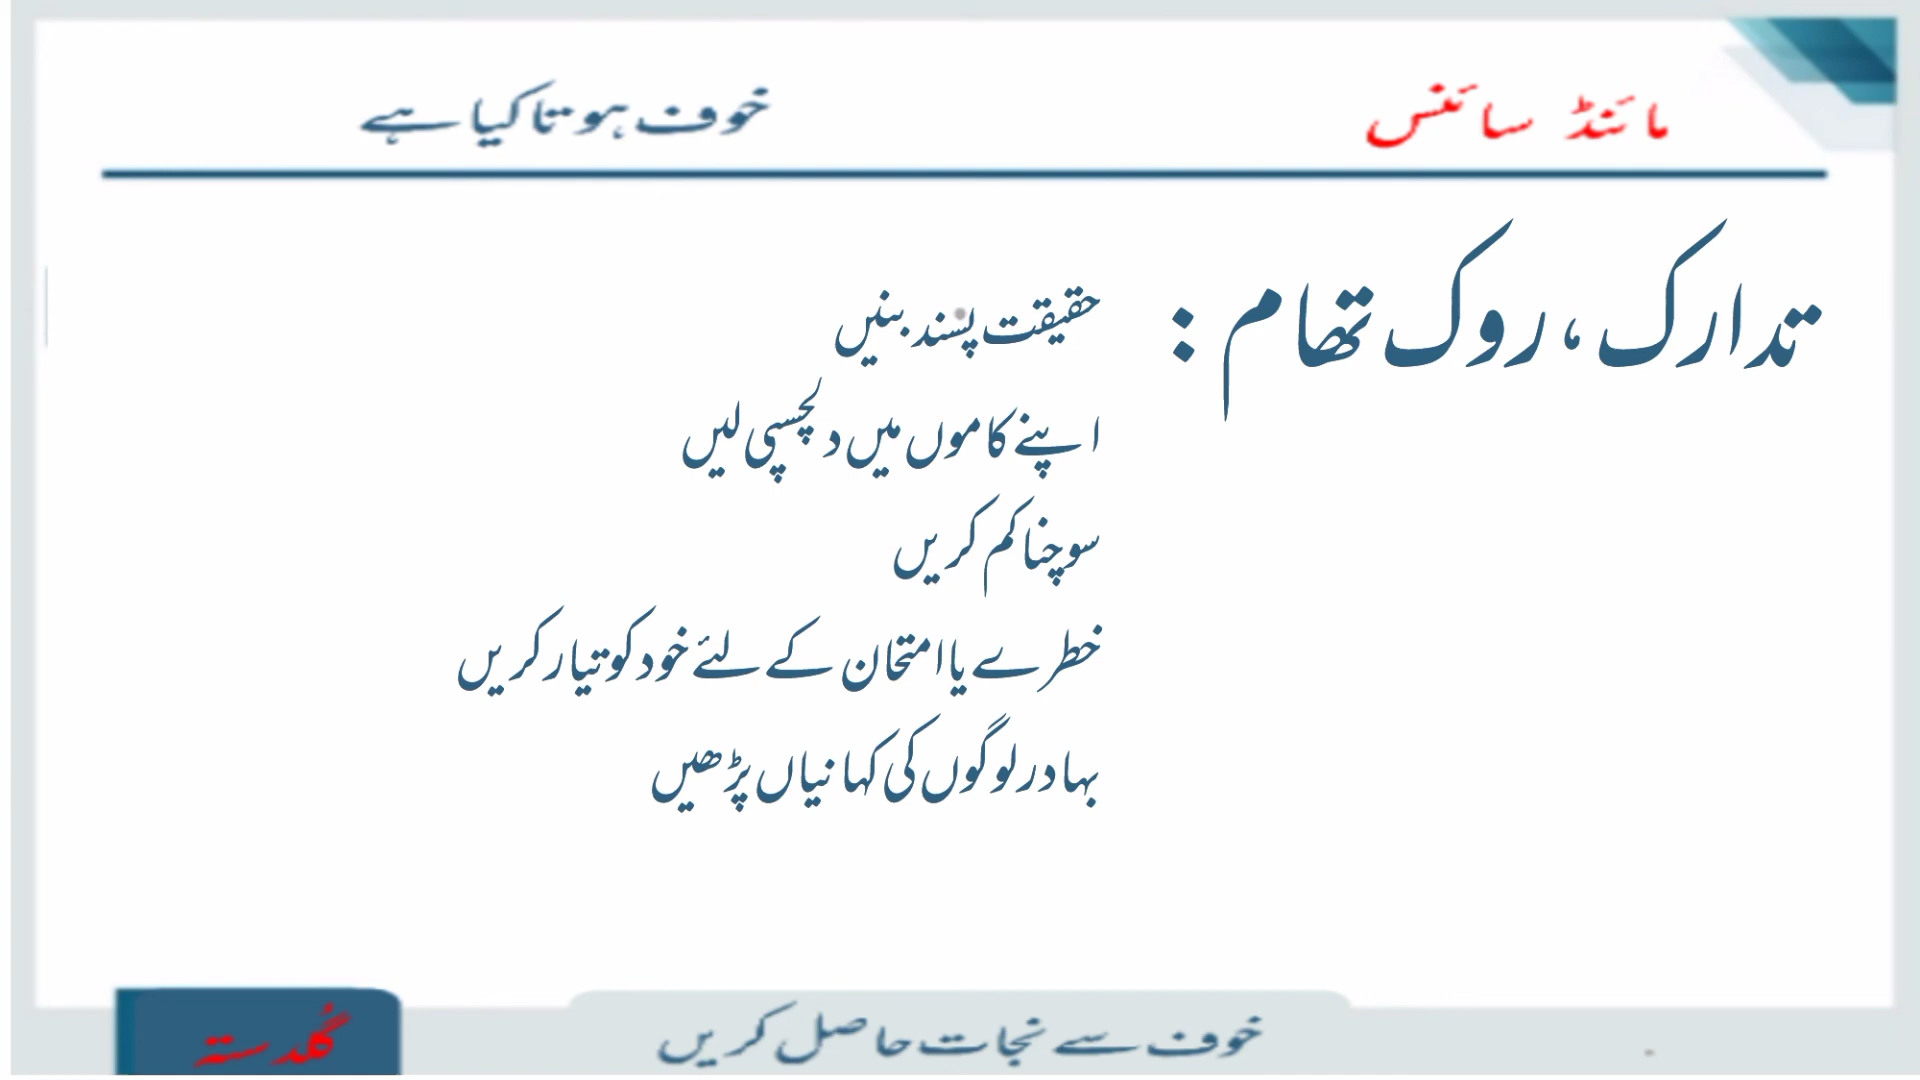 مائنڈ سائنس
خوف ہوتا کیا ہے
تدارک ، روک تھام :
حقیقت پسند بنیں
اپنے کاموں میں دلچسپی لیں
سوچنا کم کریں
خطرے یا امتحان کے لئے خود کو تیار کریں
بہادر لوگوں کی کہانیاں پڑھیں
خوف سے نجات حاصل کریں
گلدستہ